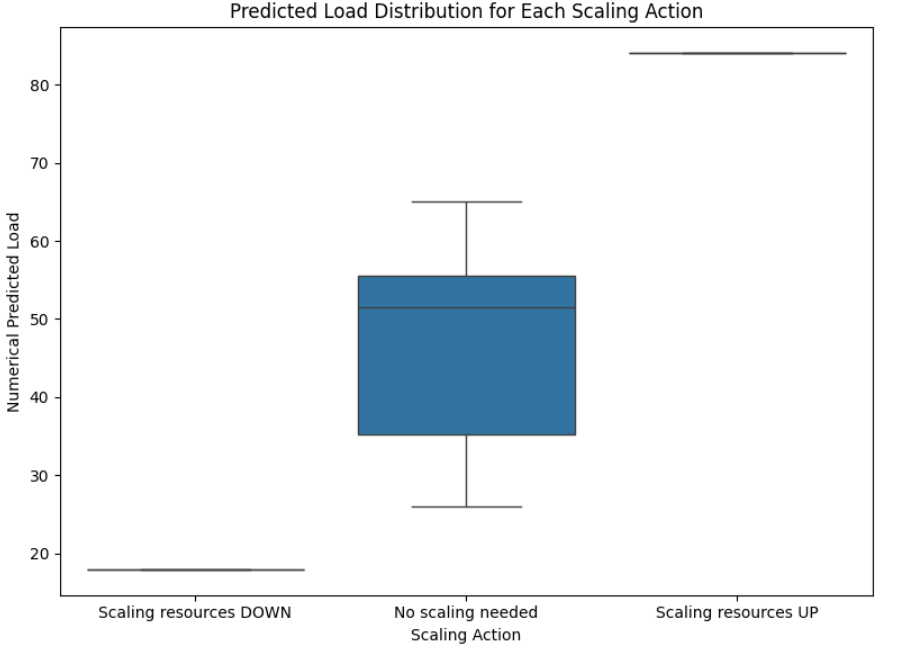 Predicted Load Distribution for Each Scaling Action
Numerical Predicted Load
80
70
60
50
40
30
20
Scaling resources DOWN
No scaling needed
Scaling resources UP
Scaling Action